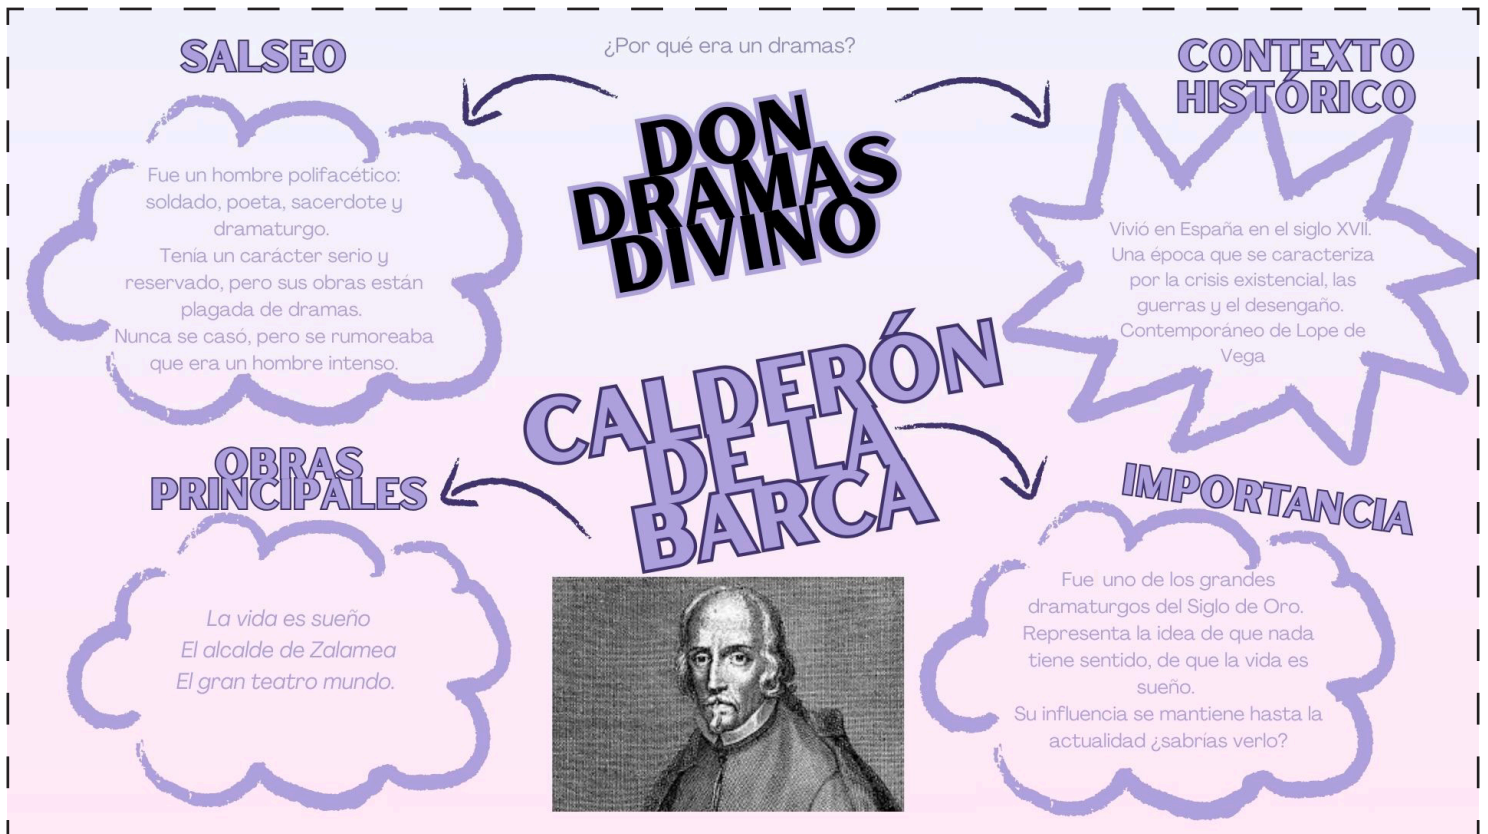 ¿Por qué era un dramas?
SALSEO
Fue un hombre polifacético:
soldado, poeta, sacerdote y
dramaturgo.
Tenía un carácter serio y
reservado, pero sus obras están
plagada de dramas.
Nunca se casó, pero se rumoreaba
que era un hombre intenso.
DON
DRAMAS
DIVINO
CONTEXTO
HISTÓRICO
Vivió en España en el siglo XVII.
Una época que se caracteriza
por la crisis existencial, las
guerras y el desengaño.
Contemporáneo de Lope de
Vega
CALDERÓN
DE LA
BARCA
OBRAS
PRINCIPALES
La vida es sueño
El alcalde de Zalamea
El gran teatro mundo.
IMPORTANCIA
Fue uno de los grandes
dramaturgos del Siglo de Oro.
Representa la idea de que nada
tiene sentido, de que la vida es
sueño.
Su influencia se mantiene hasta la
actualidad ¿sabrías verlo?